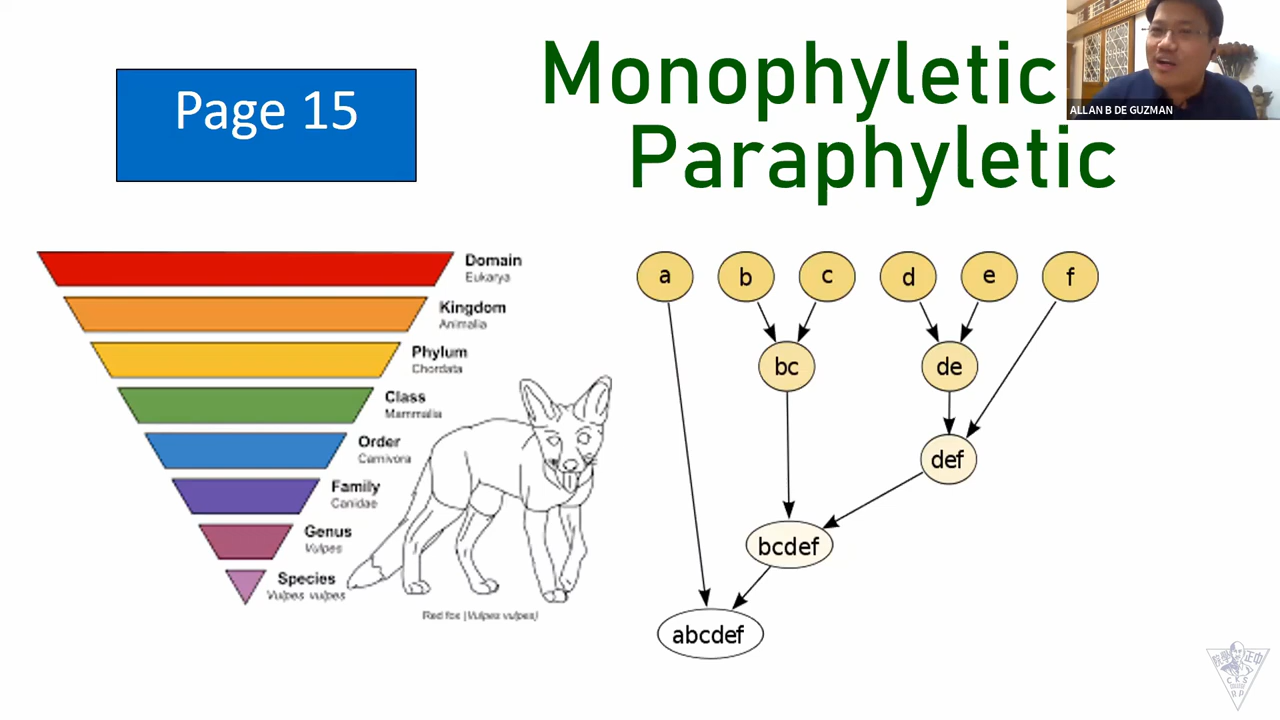 Page 15
Monophyletic
Paraphyletic
ALLAN B DE GUZMAN
Domain
Eukarya
Kingdom
Animalia
Phylum
Chordata
Class
Mammalia
Order
Carnivora
Family
Canidae
Genus
Vulpes
Species
Vulpes vulpes
Red fox (Vulpes vulpes)
a b c d e f
bc de
def
bcdef
abcdef
C K S